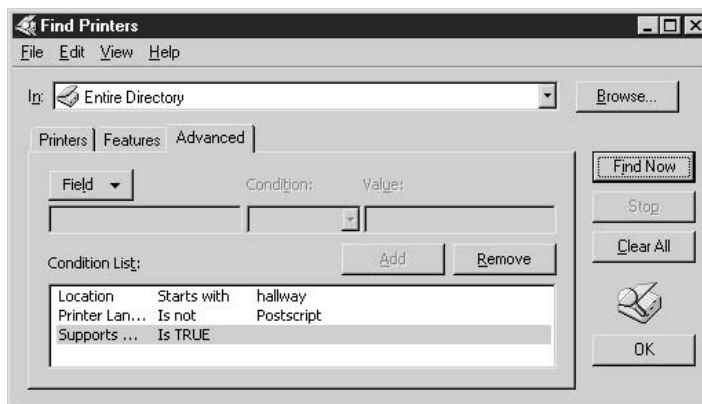 Find Printers
File Edit View Help
In: Entire Directory
Browse...
Printers Features Advanced
Field Condition: Value:
Find Now
Stop
Clear All
Add Remove
Condition List:
Location Starts with hallway
Printer Lan... Is not Postscript
Supports ... Is TRUE
OK